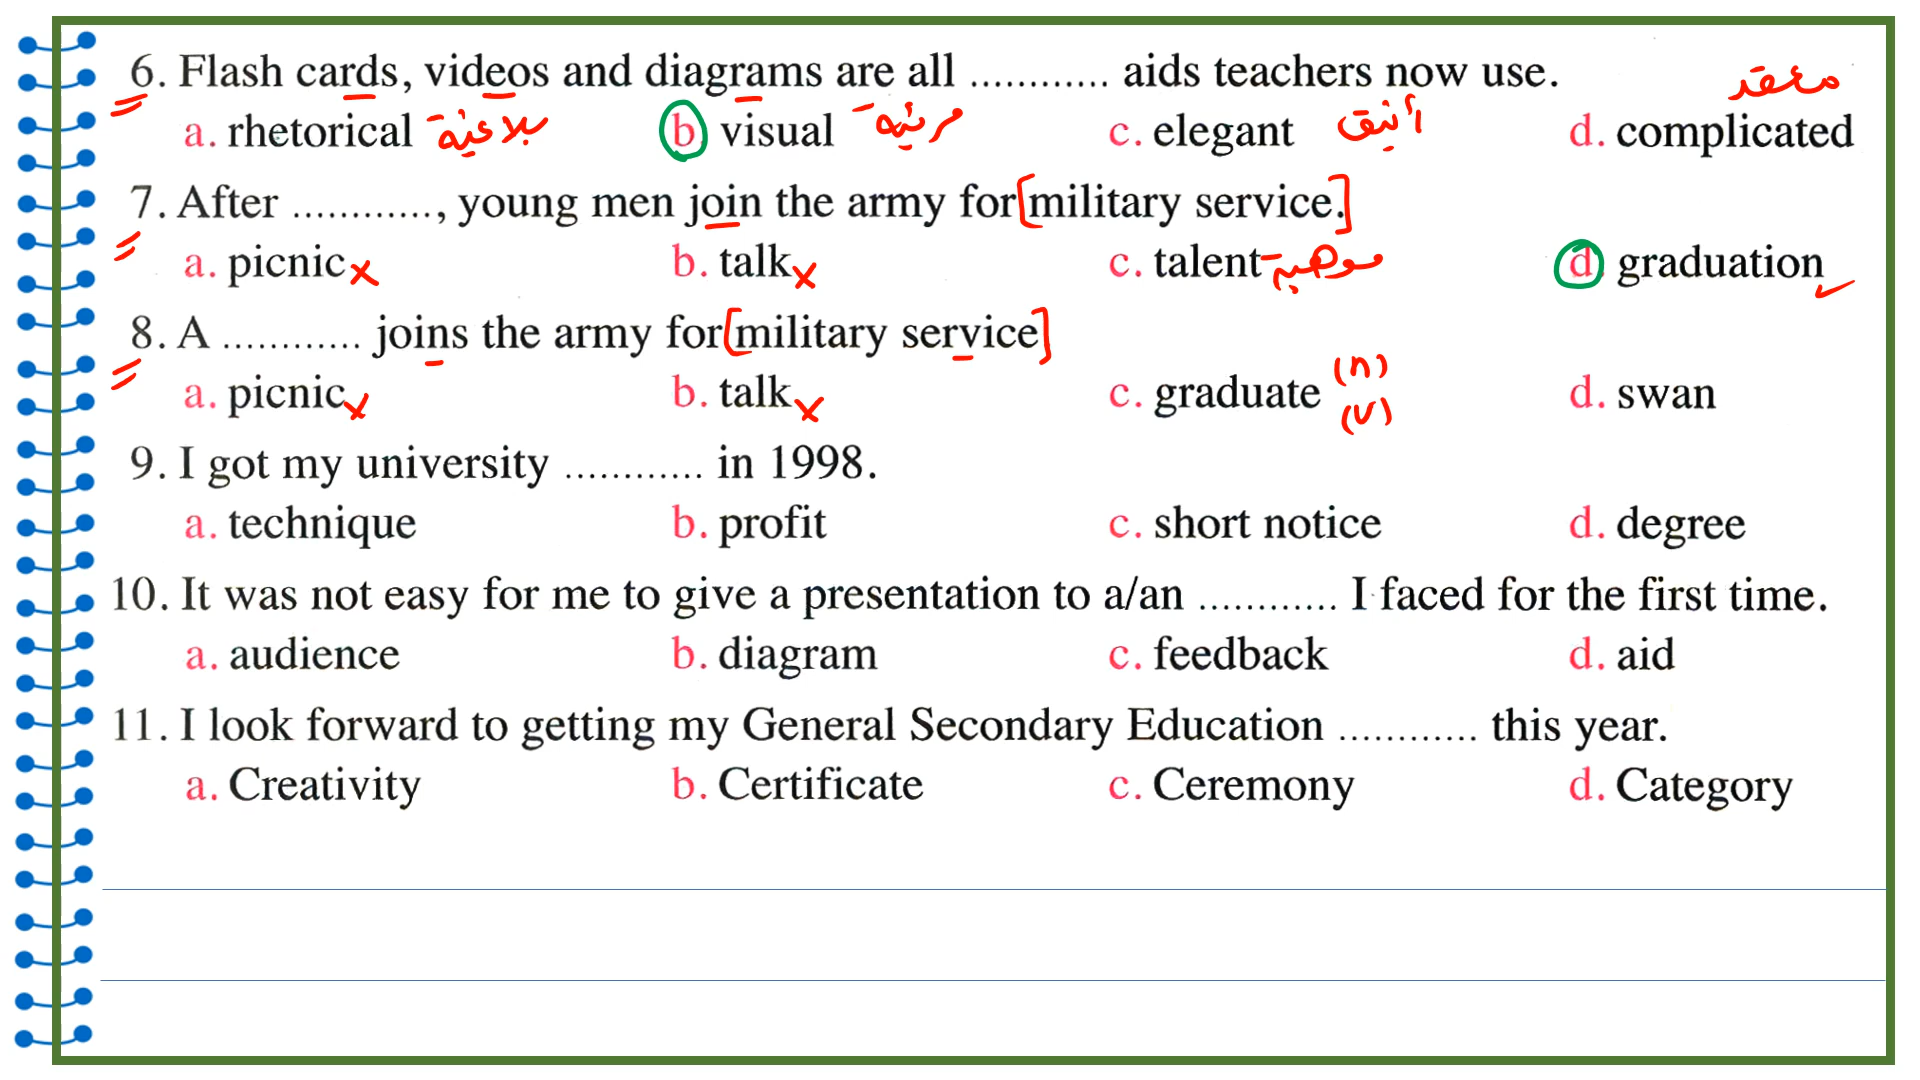 6. Flash cards, videos and diagrams are all ............ aids teachers now use.
معقد
a. rhetorical بلاغية b. visual مرئية c. elegant أنيق d. complicated
7. After ............, young men join the army for [military service.]
a. picnic x b. talk x c. talent موهبة d. graduation ✓
8. A ............ joins the army for [military service]
a. picnic x b. talk x c. graduate (n) (v) d. swan
9. I got my university ............ in 1998.
a. technique b. profit c. short notice d. degree
10. It was not easy for me to give a presentation to a/an ............ I faced for the first time.
a. audience b. diagram c. feedback d. aid
11. I look forward to getting my General Secondary Education ............ this year.
a. Creativity b. Certificate c. Ceremony d. Category